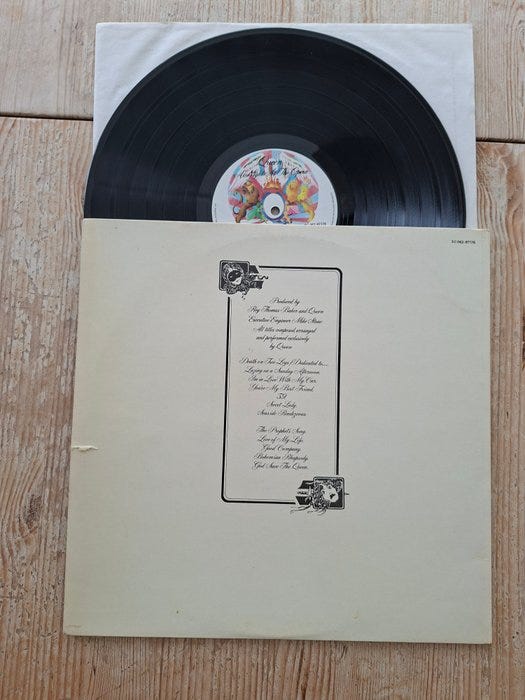 Queen
A Night At The Opera
5C 062-97176
Produced by
Roy Thomas Baker and Queen
Executive Engineer Mike Stone
All titles composed, arranged
and performed exclusively
by Queen
Death on Two Legs (Dedicated to......
Lazing on a Sunday Afternoon.
I'm in Love With My Car.
You're My Best Friend.
'39.
Sweet Lady.
Seaside Rendezvous.
The Prophet's Song.
Love of My Life.
Good Company.
Bohemian Rhapsody.
God Save The Queen.